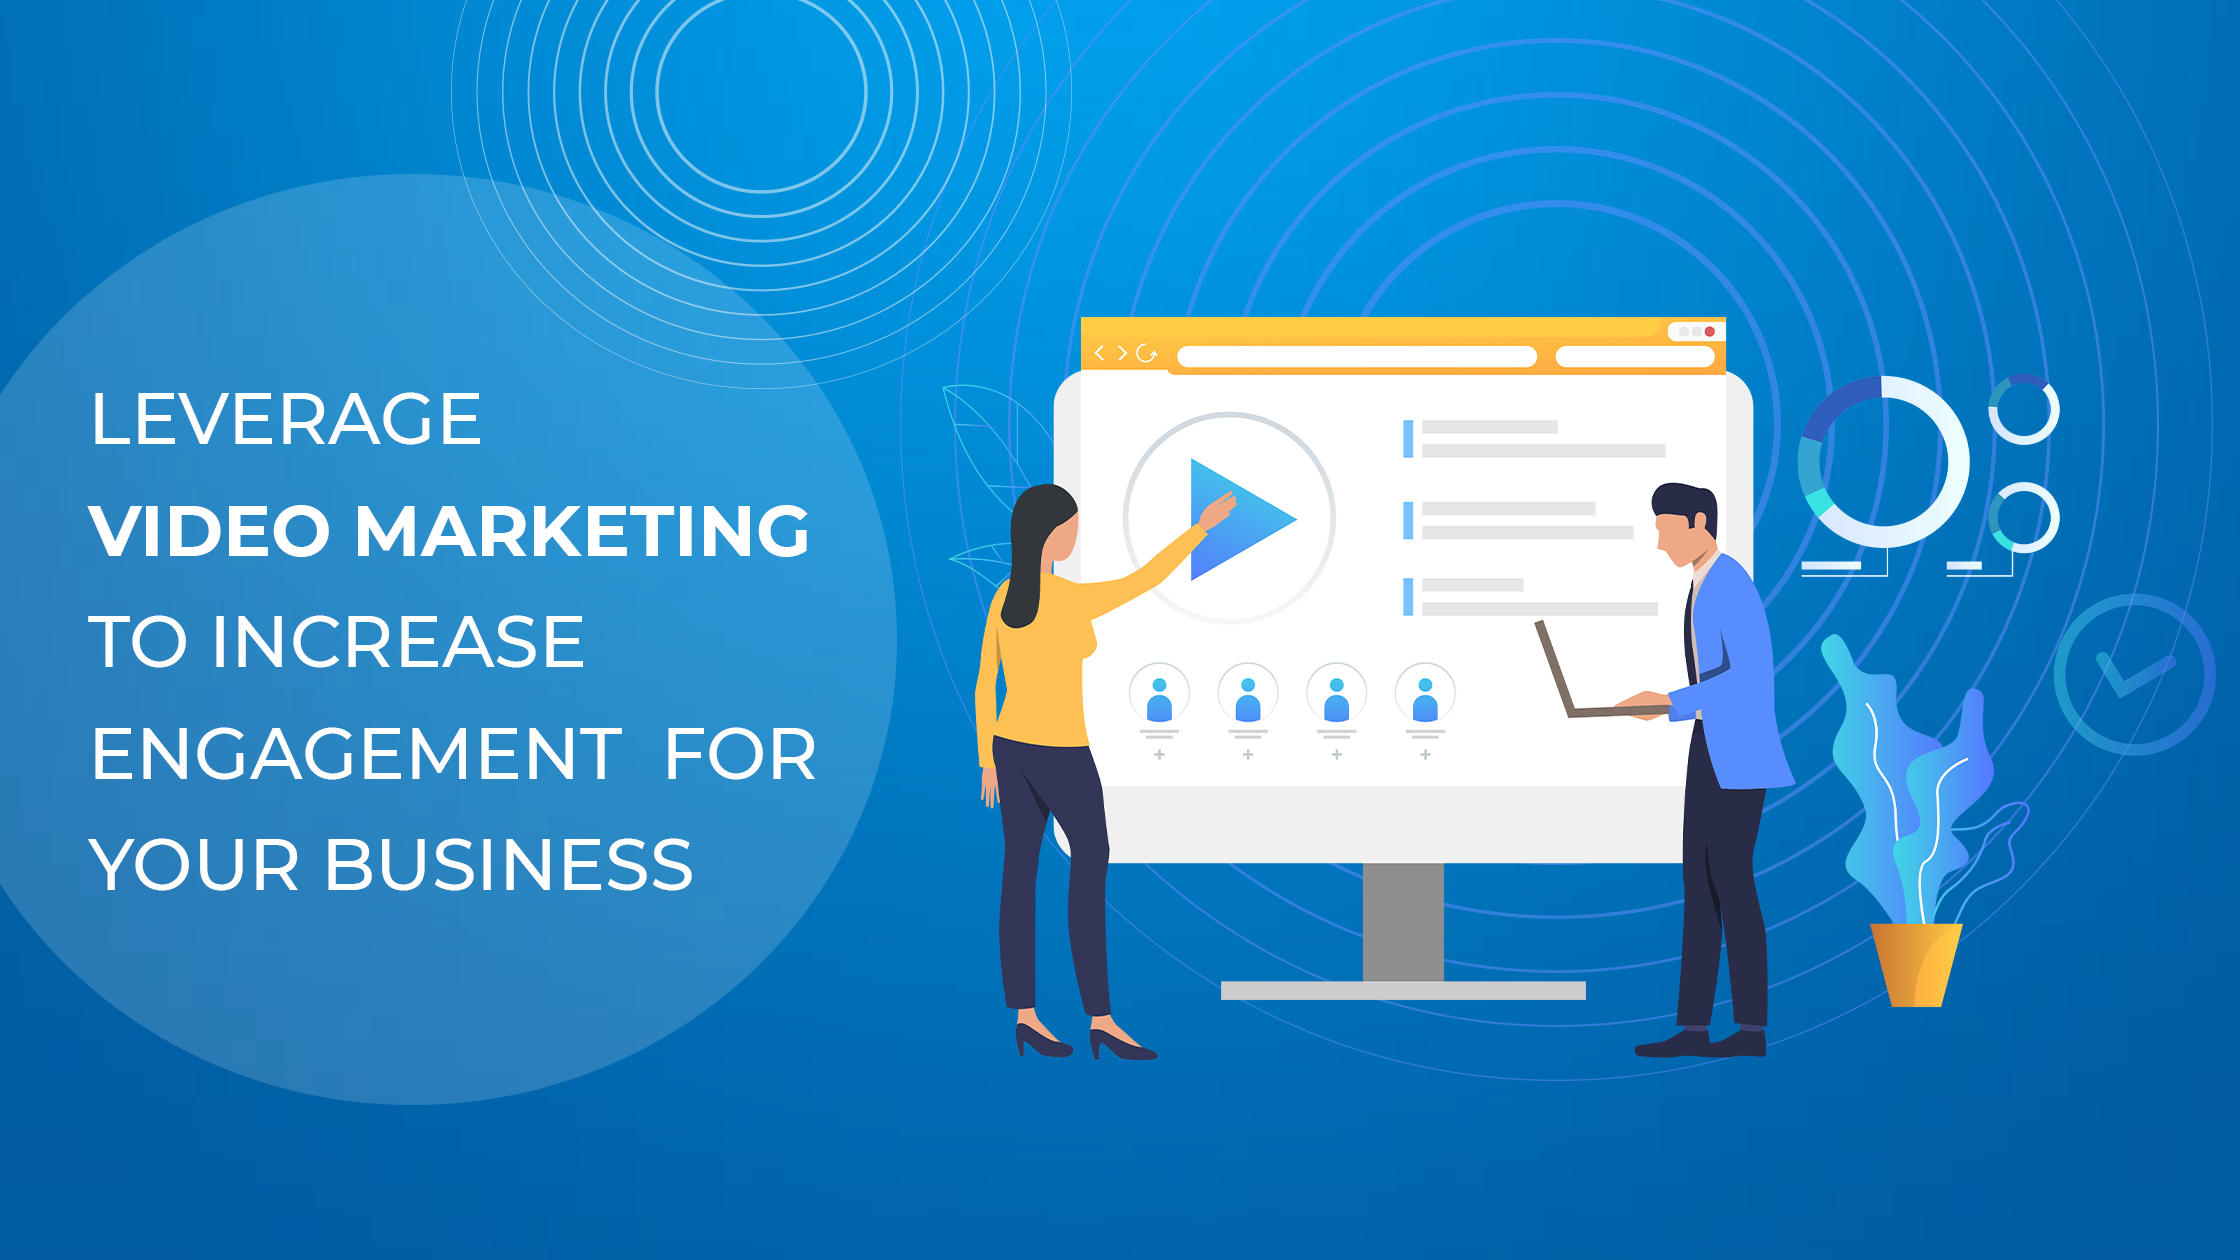 LEVERAGE
VIDEO MARKETING
TO INCREASE
ENGAGEMENT FOR
YOUR BUSINESS